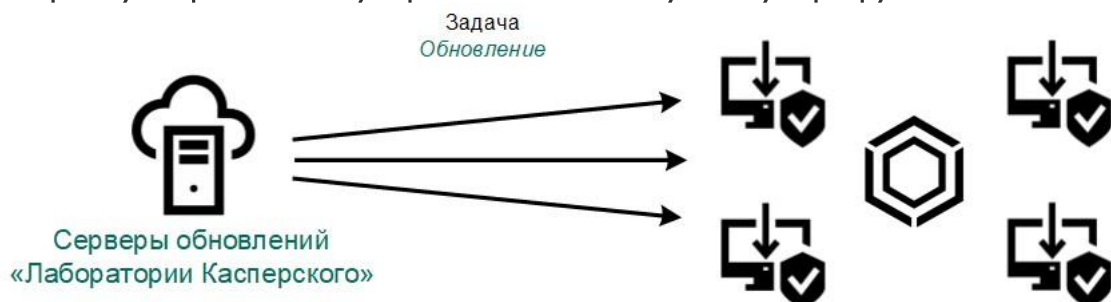 Задача
Обновление
Серверы обновлений
«Лаборатории Касперского»